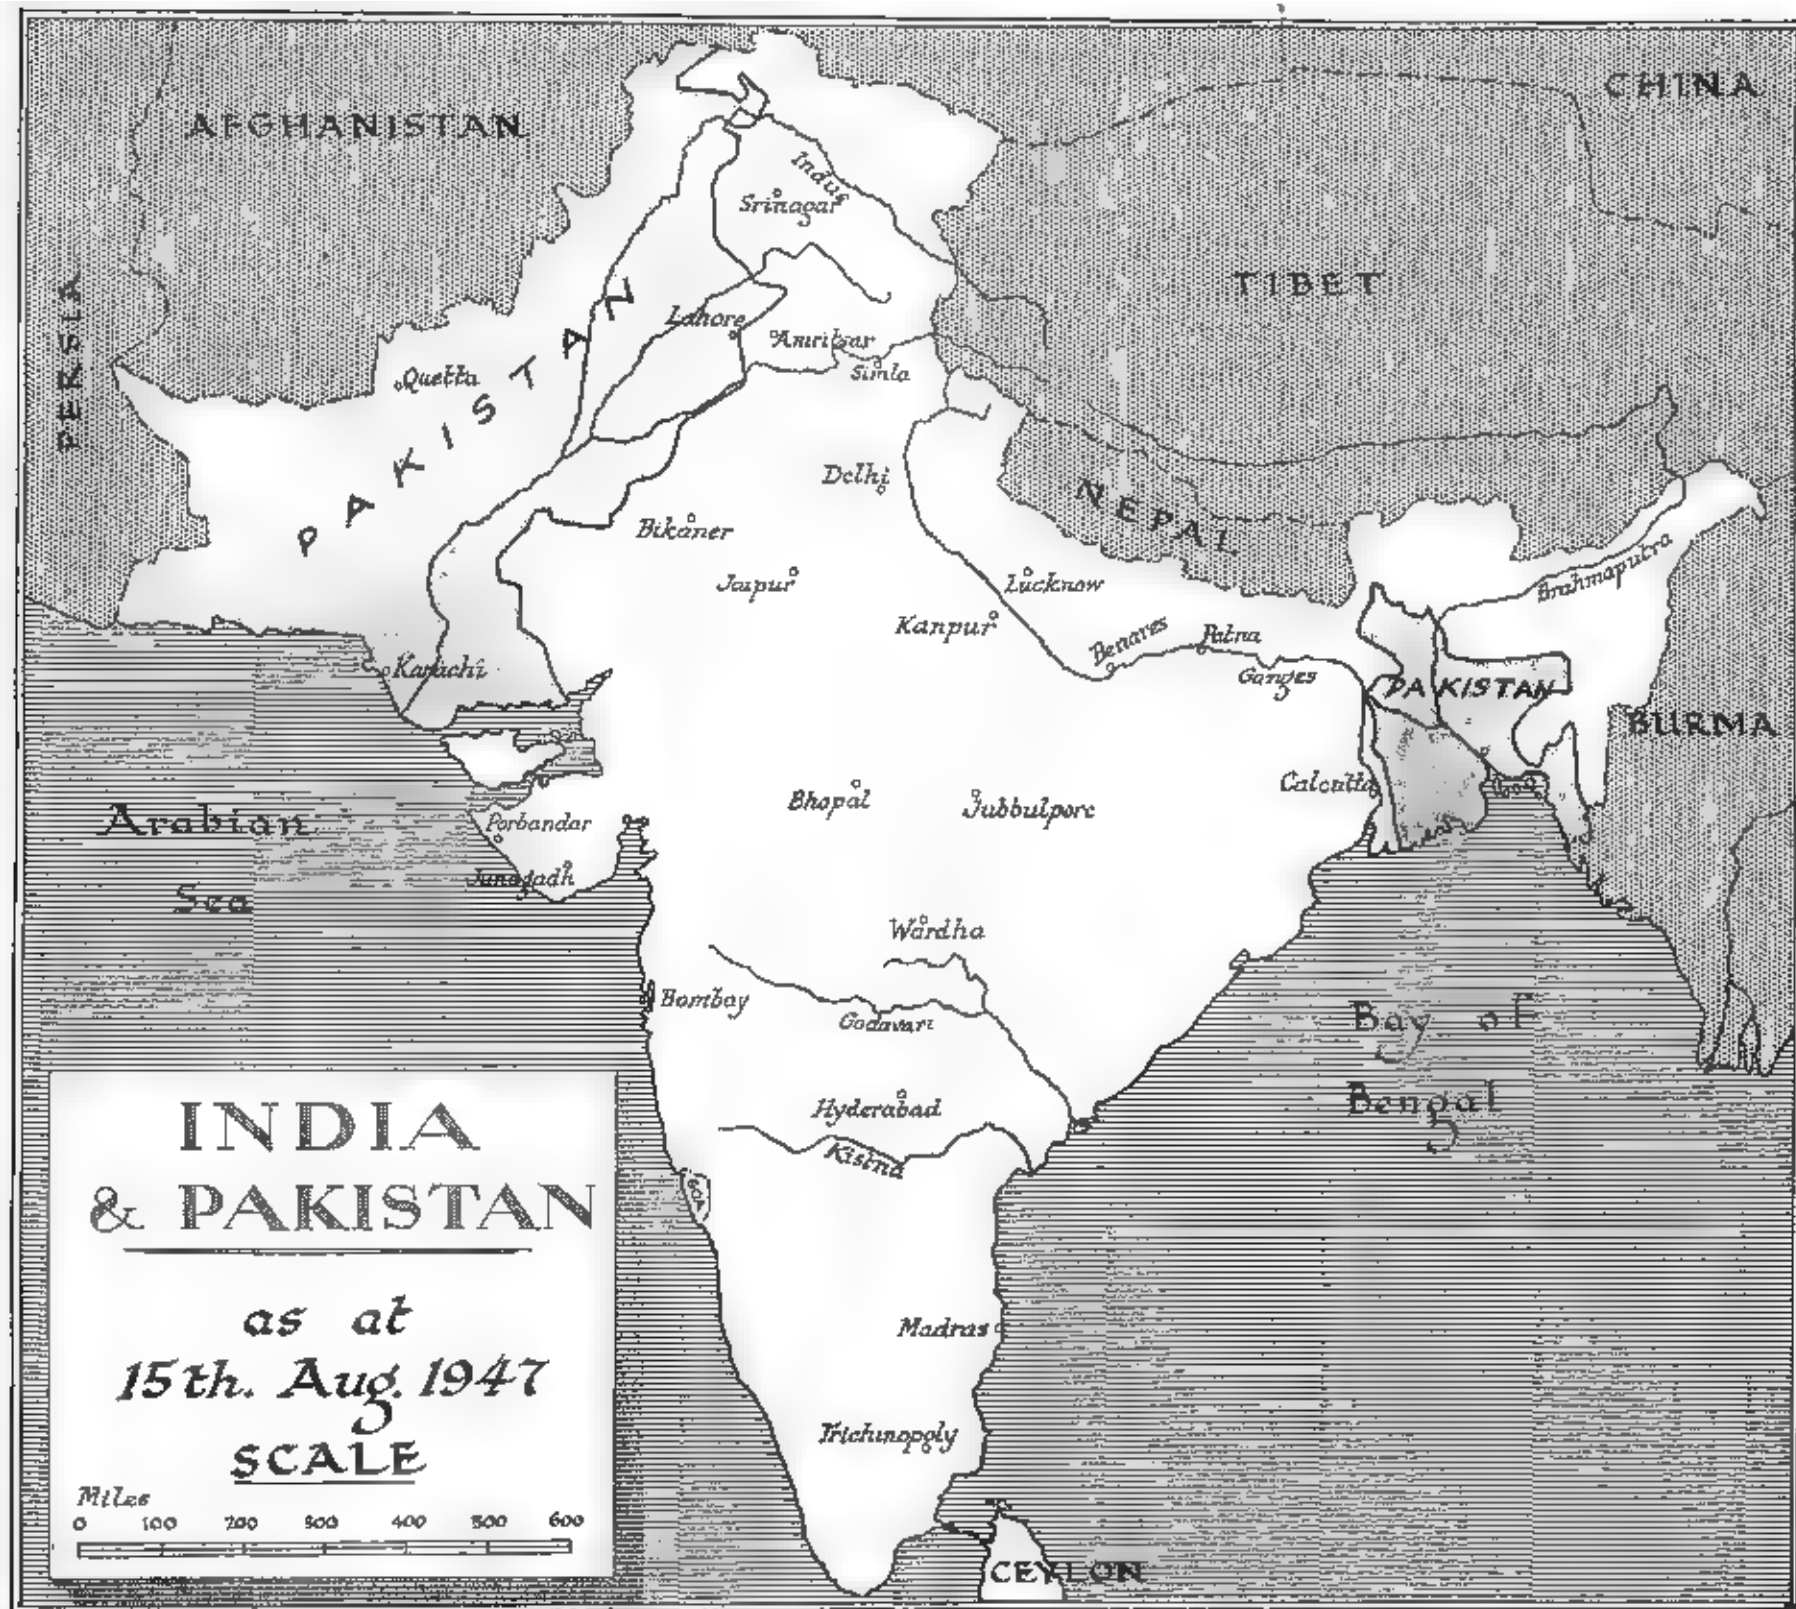 CHINA
AFGHANISTAN
Indus
Srinagar
TIBET
PERSIA
PAKISTAN
Lahore
Amritsar
Simla
Quetta
Delhi
NEPAL
Bikaner
Brahmaputra
Jaipur
Lucknow
Kanpur
Benares
Patna
Ganges
Karachi
PAKISTAN
BURMA
Calcutta
Bhopal
Jubbulpore
Arabian
Sea
Porbandar
Junagadh
Wardha
Bombay
Godavari
Bay of
Bengal
Hyderabad
Kistna
GOA
INDIA
& PAKISTAN
as at
15th. Aug. 1947
SCALE
Miles
0 100 200 300 400 500 600
Madras
Trichinopoly
CEYLON